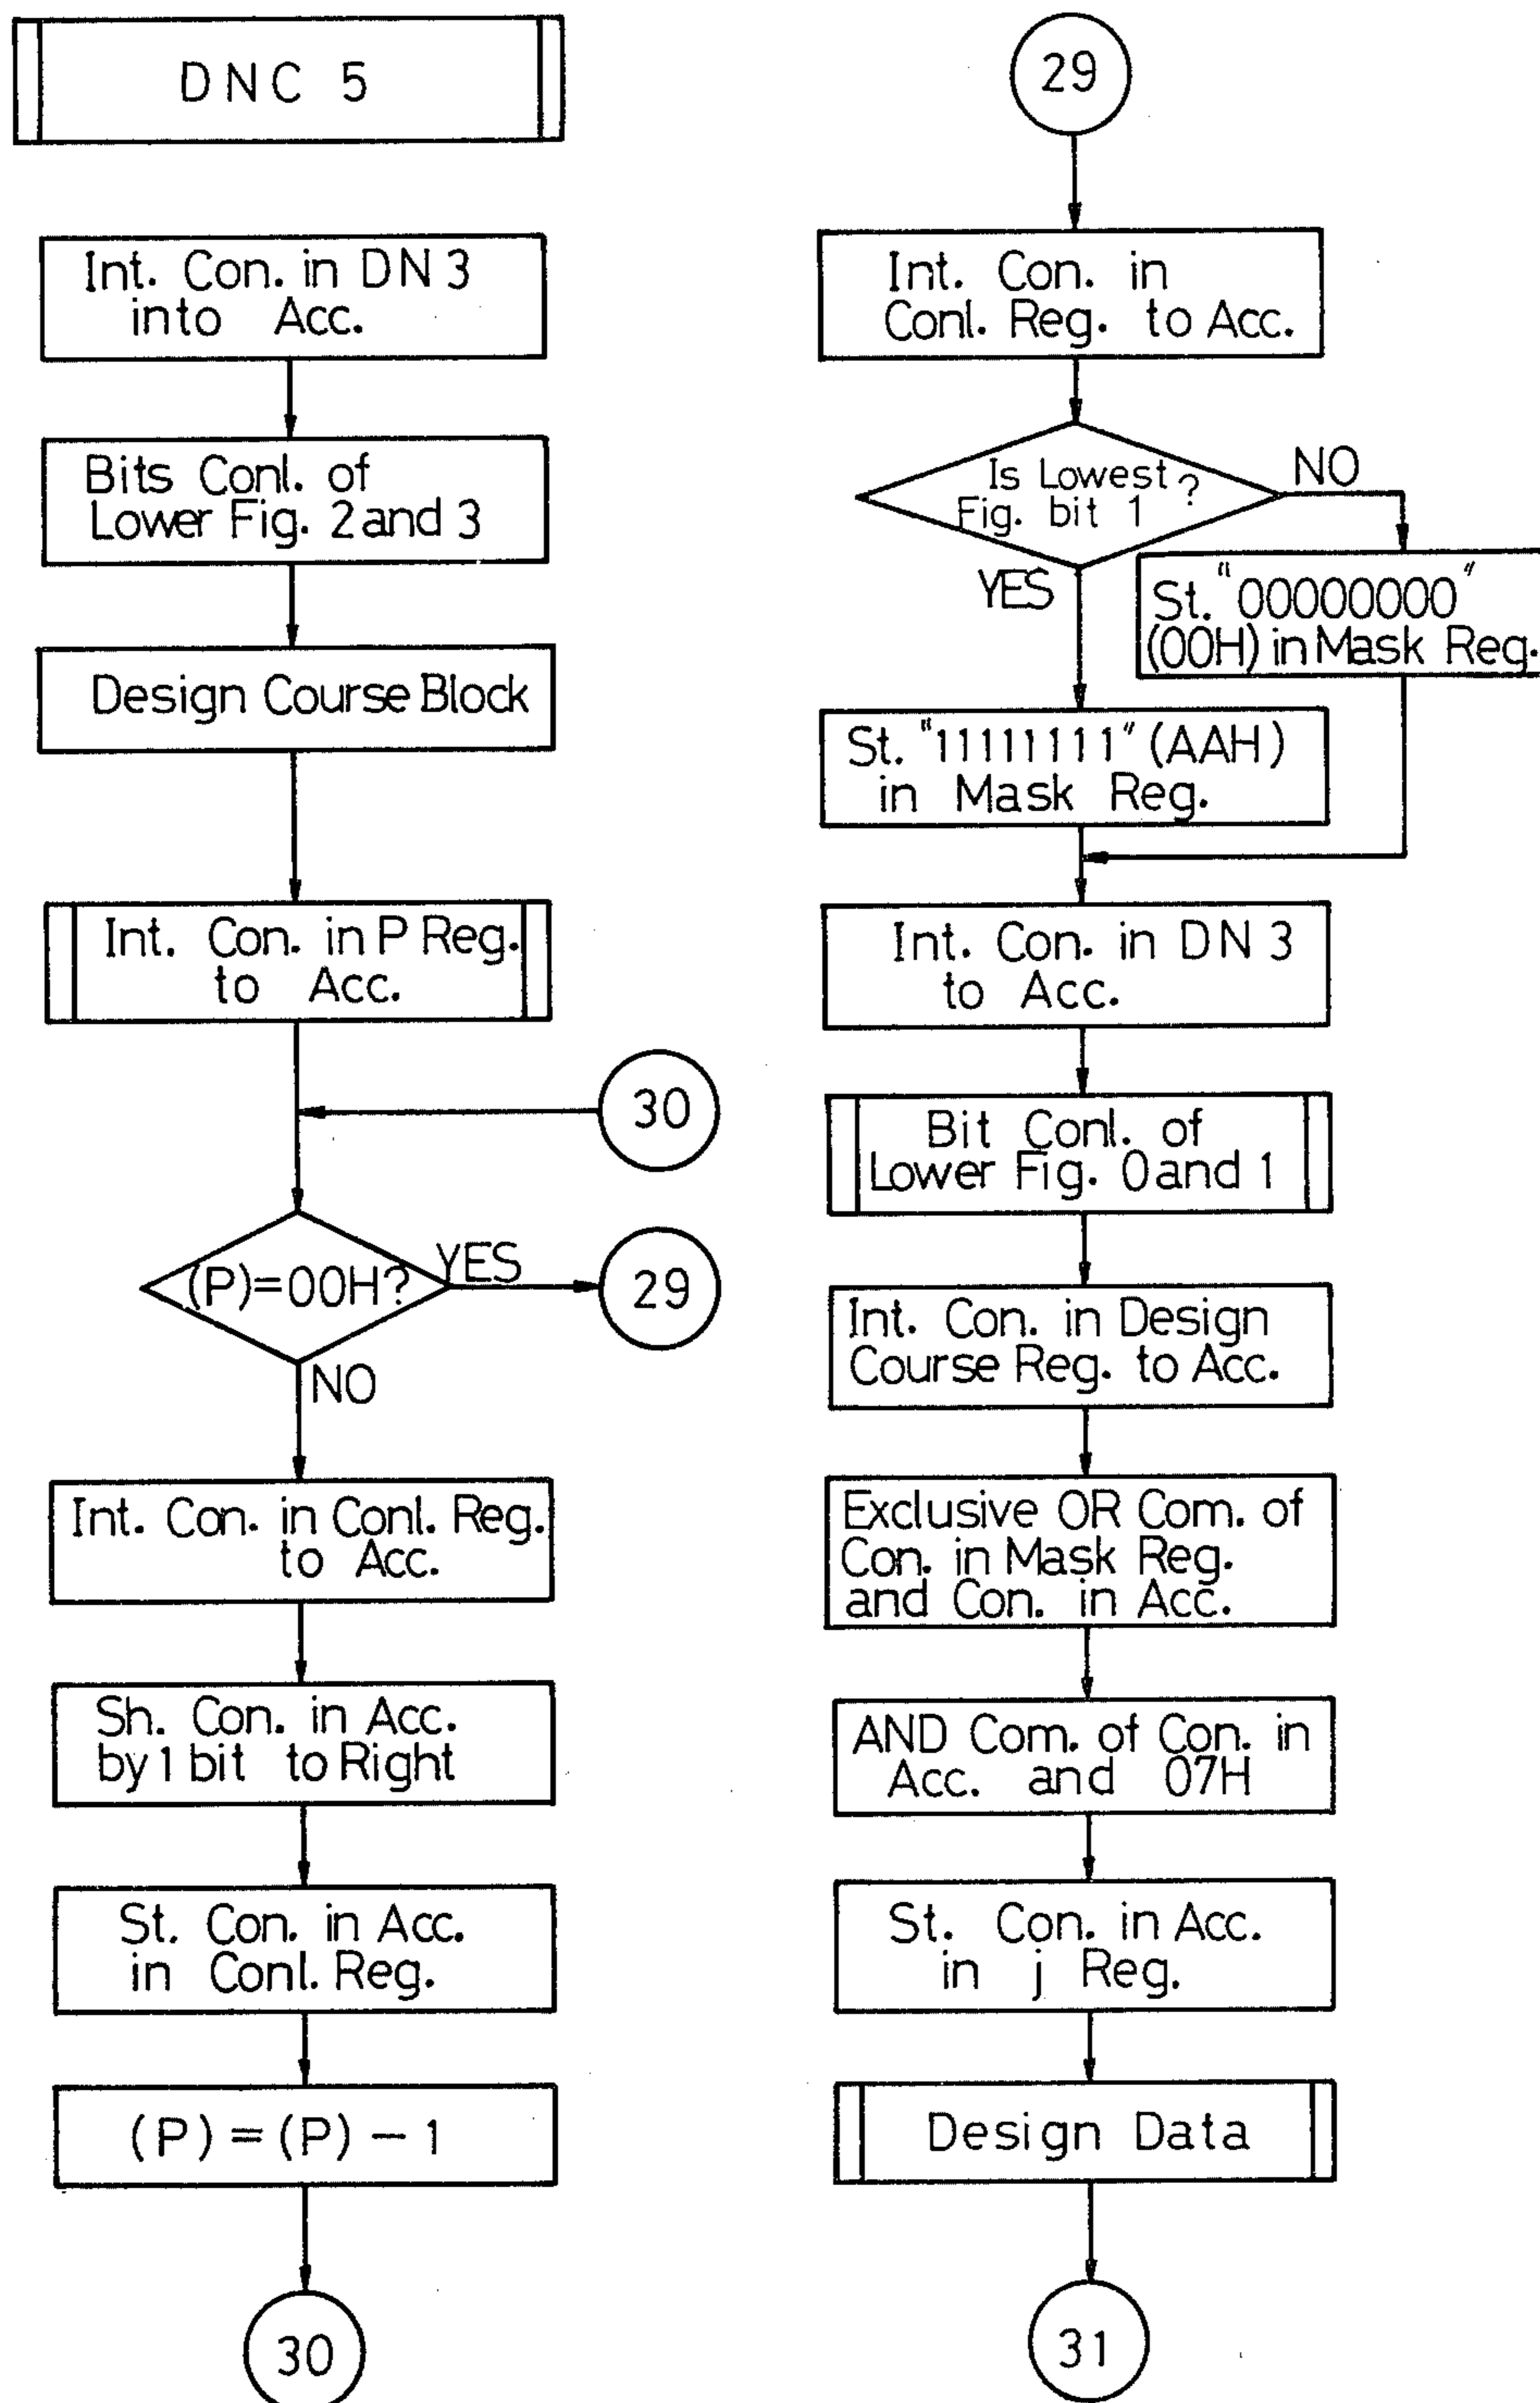 DNC 5
Int. Con. in DN 3
into Acc.
Bits Conl. of
Lower Fig. 2 and 3
Design Course Block
Int. Con. in P Reg.
to Acc.
30
(P)=00H?
YES
29
NO
Int. Con. in Conl. Reg.
to Acc.
Sh. Con. in Acc.
by 1 bit to Right
St. Con. in Acc.
in Conl. Reg.
(P) = (P) - 1
30
29
Int. Con. in
Conl. Reg. to Acc.
Is Lowest
Fig. bit 1 ?
NO
YES
St. "00000000"
(00H) in Mask Reg.
St. "11111111" (AAH)
in Mask Reg.
Int. Con. in DN 3
to Acc.
Bit Conl. of
Lower Fig. 0 and 1
Int. Con. in Design
Course Reg. to Acc.
Exclusive OR Com. of
Con. in Mask Reg.
and Con. in Acc.
AND Com. of Con. in
Acc. and 07H
St. Con. in Acc.
in j Reg.
Design Data
31